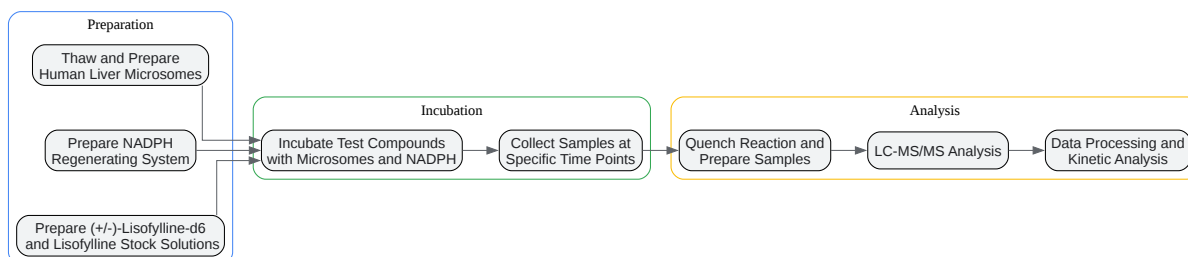 Preparation
Thaw and Prepare
Human Liver Microsomes
Prepare NADPH
Regenerating System
Prepare (+/-)-Lisofylline-d6
and Lisofylline Stock Solutions
Incubation
Incubate Test Compounds
with Microsomes and NADPH
Collect Samples at
Specific Time Points
Analysis
Quench Reaction and
Prepare Samples
LC-MS/MS Analysis
Data Processing and
Kinetic Analysis